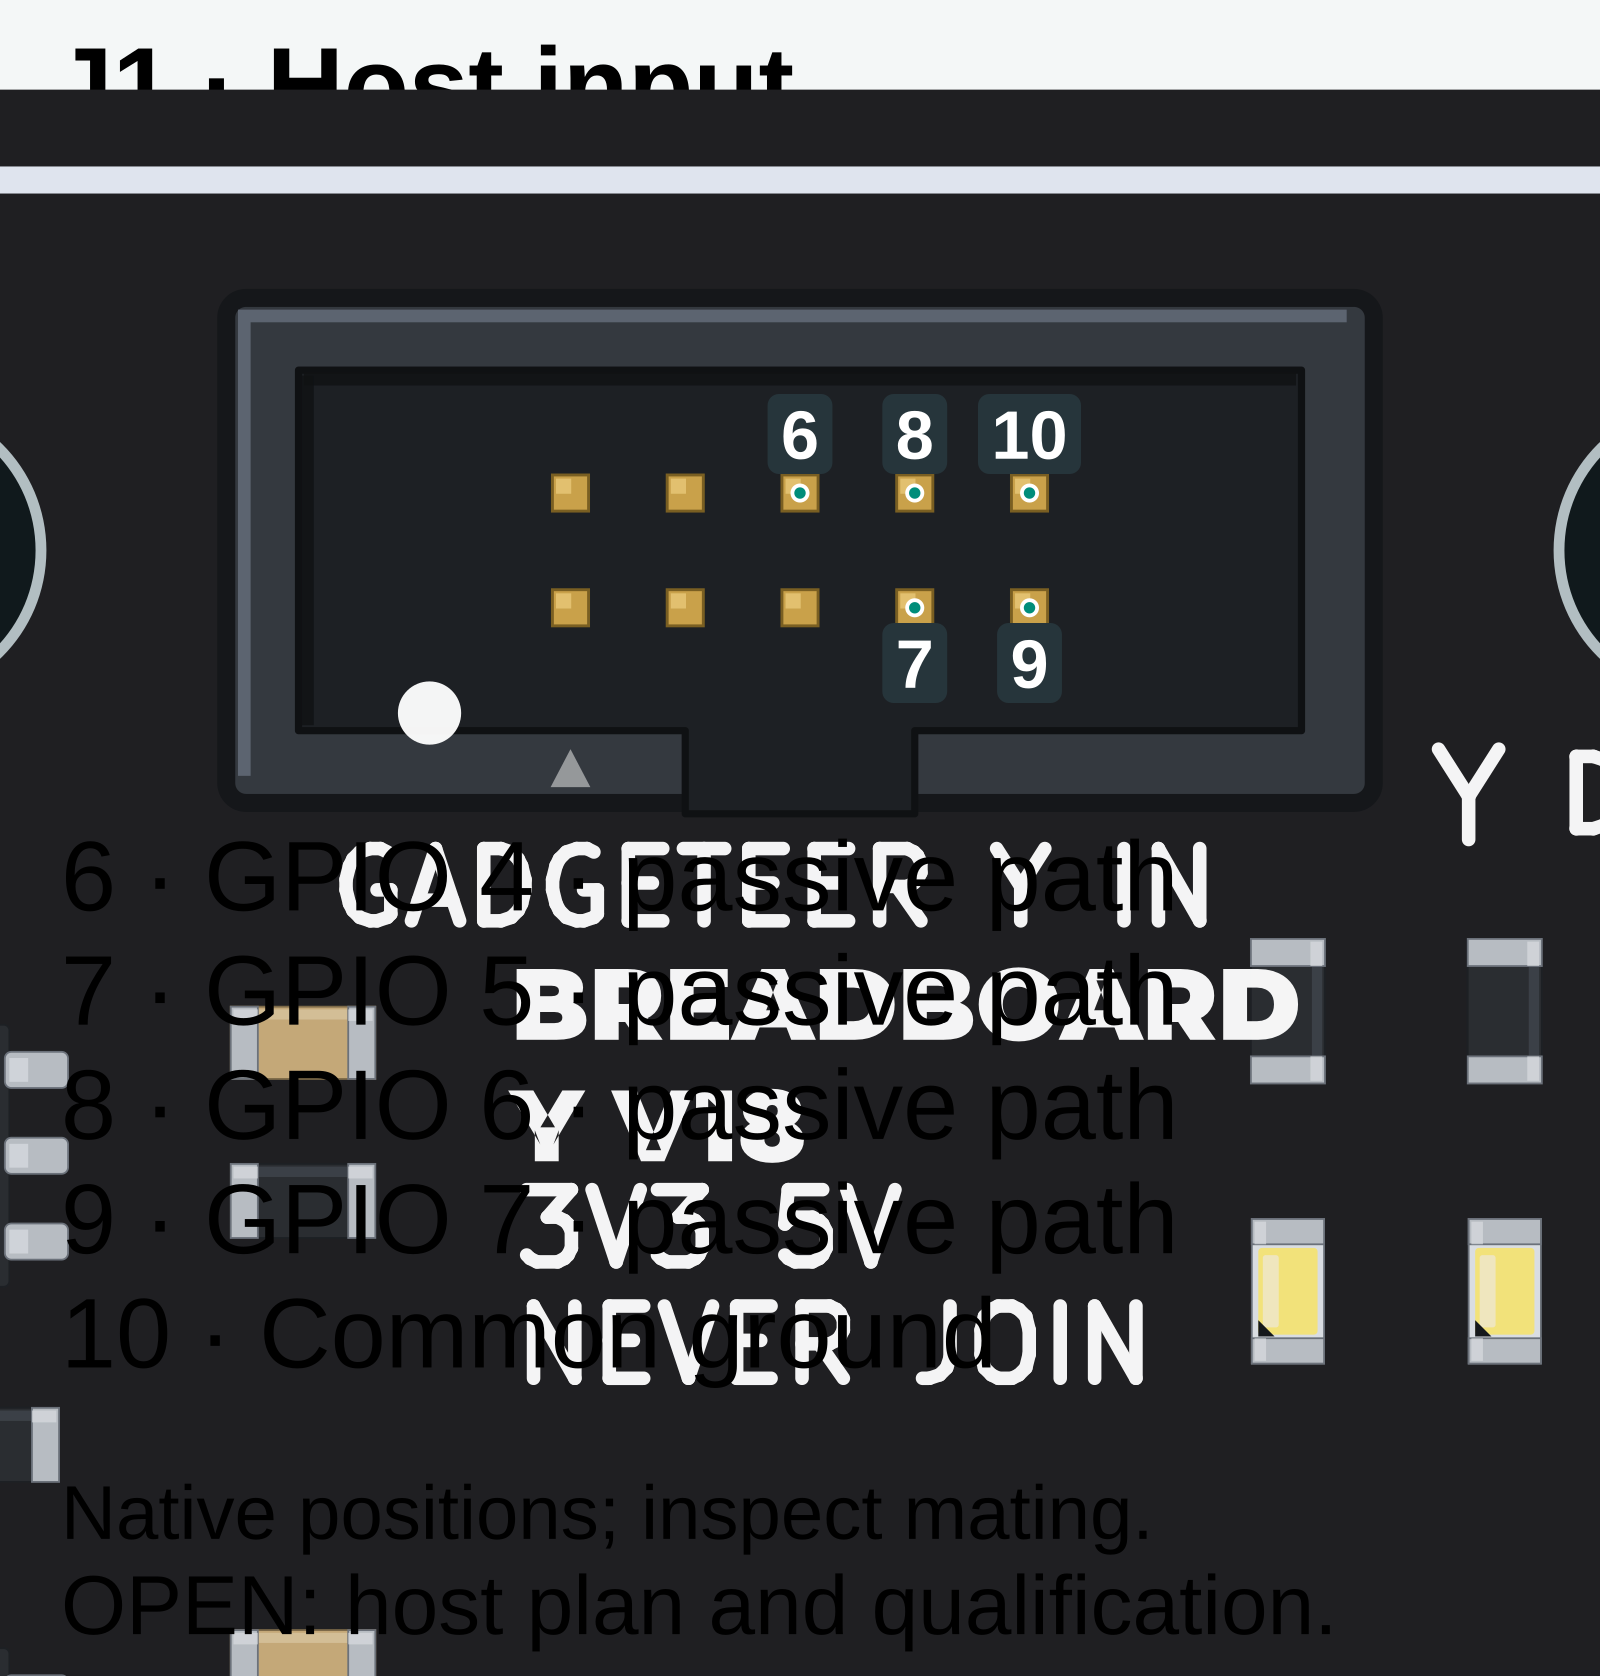 J1 · Host input
6 8 10
7 9
Y D
6 · GPIO 4 · passive path
GADGETEER Y IN
7 · GPIO 5 · passive path
BREADBOARD
8 · GPIO 6 · passive path
Y V18
9 · GPIO 7 · passive path
3V3 5V
10 · Common ground
NEVER JOIN
Native positions; inspect mating.
OPEN: host plan and qualification.